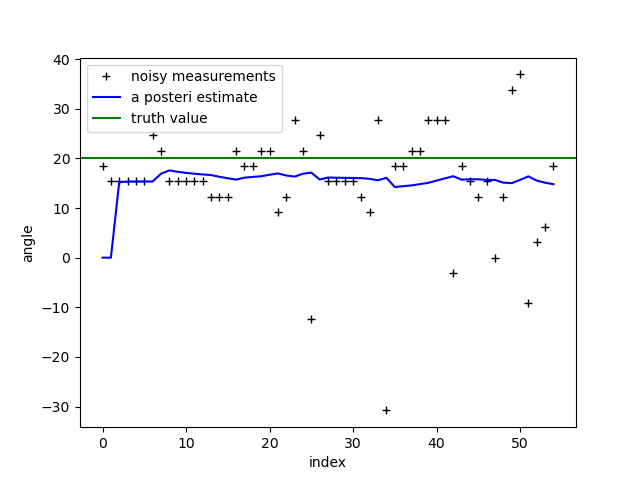 noisy measurements
a posteri estimate
truth value
40
30
20
10
0
−10
−20
−30
angle
0 10 20 30 40 50
index